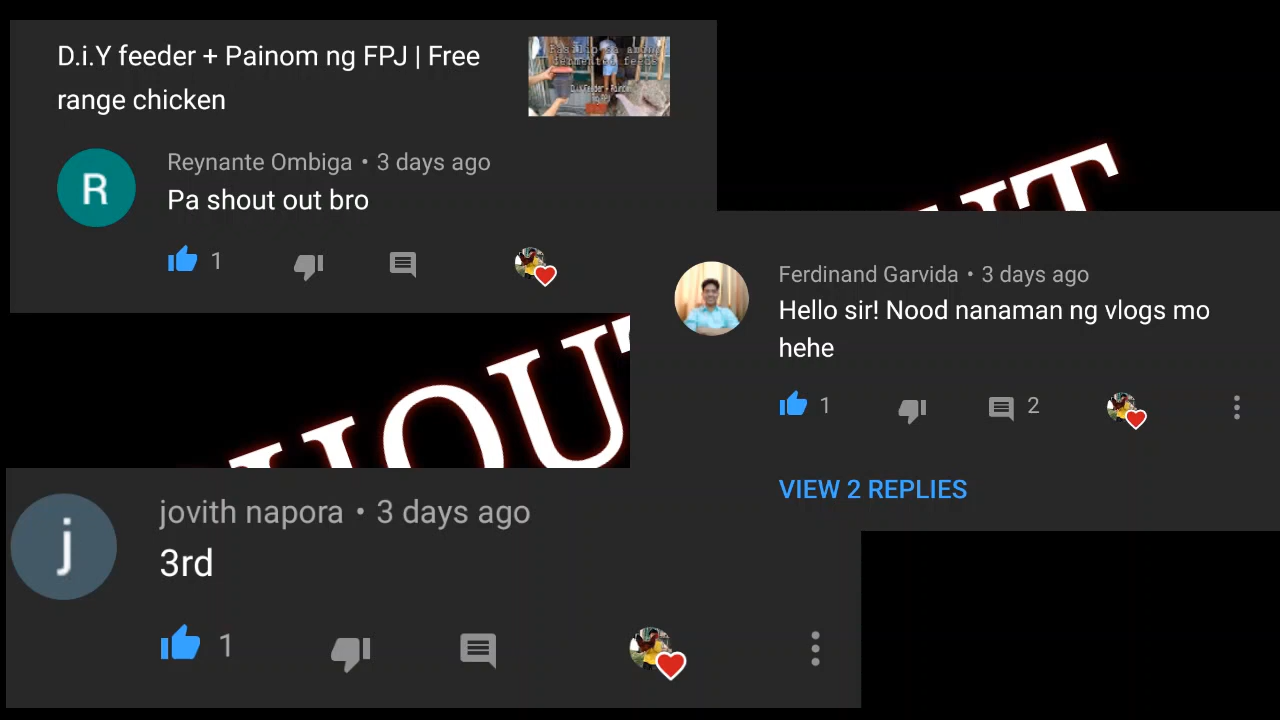 D.i.Y feeder + Painom ng FPJ | Free
range chicken
Reynante Ombiga • 3 days ago
R
Pa shout out bro
1
Ferdinand Garvida • 3 days ago
Hello sir! Nood nanaman ng vlogs mo
hehe
1
2
VIEW 2 REPLIES
HOUT
jovith napora • 3 days ago
j
3rd
1